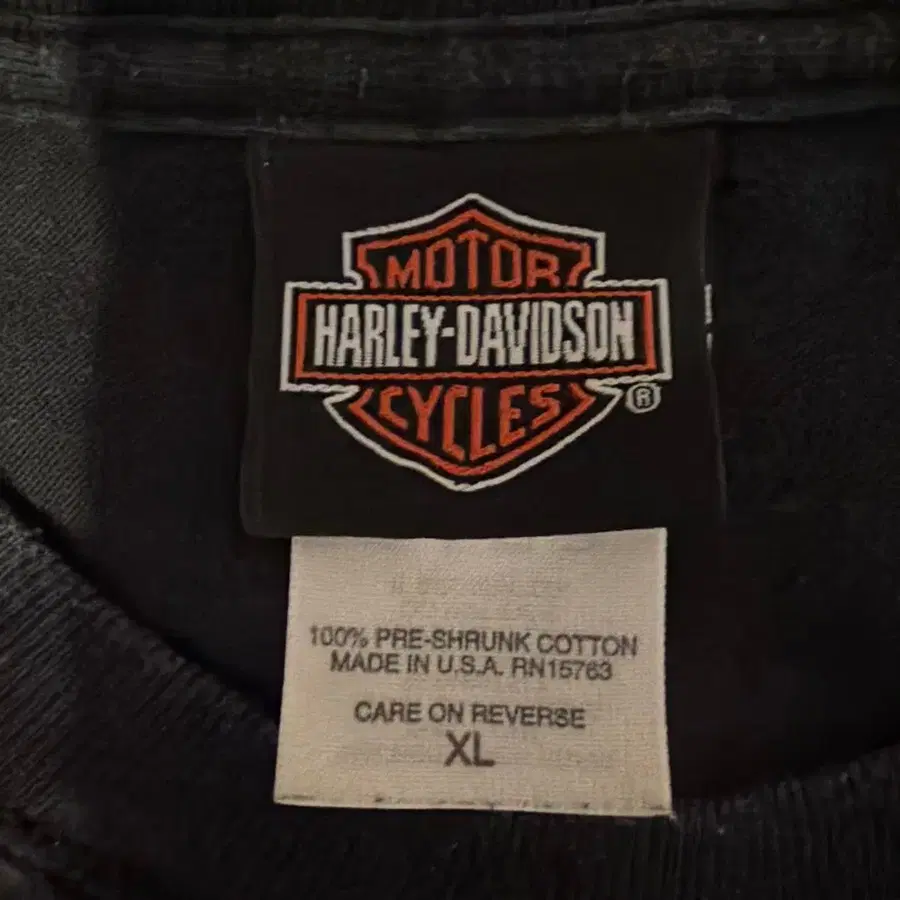 MOTOR
HARLEY-DAVIDSON
CYCLES
®
100% PRE-SHRUNK COTTON
MADE IN U.S.A. RN15763
CARE ON REVERSE
XL